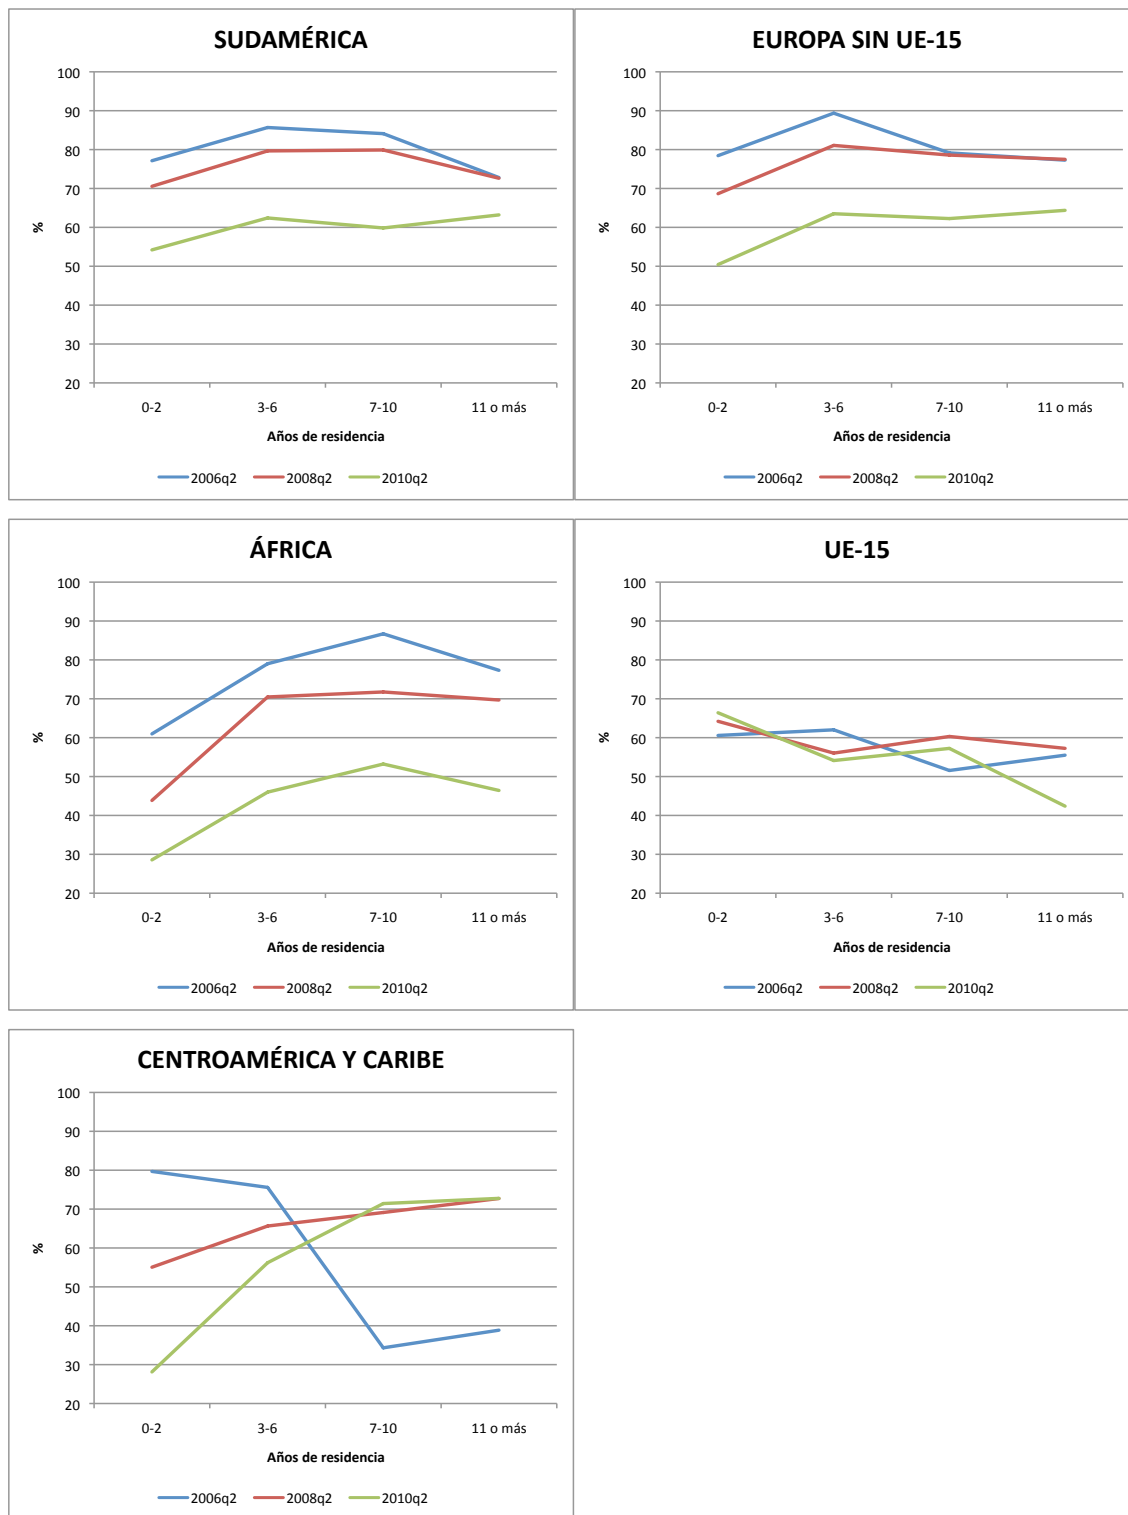 SUDAMÉRICA
100
90
80
70
60
50
40
30
20
%
0-2 3-6 7-10 11 o más
Años de residencia
2006q2 2008q2 2010q2
EUROPA SIN UE-15
100
90
80
70
60
50
40
30
20
%
0-2 3-6 7-10 11 o más
Años de residencia
2006q2 2008q2 2010q2
ÁFRICA
100
90
80
70
60
50
40
30
20
%
0-2 3-6 7-10 11 o más
Años de residencia
2006q2 2008q2 2010q2
UE-15
100
90
80
70
60
50
40
30
20
%
0-2 3-6 7-10 11 o más
Años de residencia
2006q2 2008q2 2010q2
CENTROAMÉRICA Y CARIBE
100
90
80
70
60
50
40
30
20
%
0-2 3-6 7-10 11 o más
Años de residencia
2006q2 2008q2 2010q2